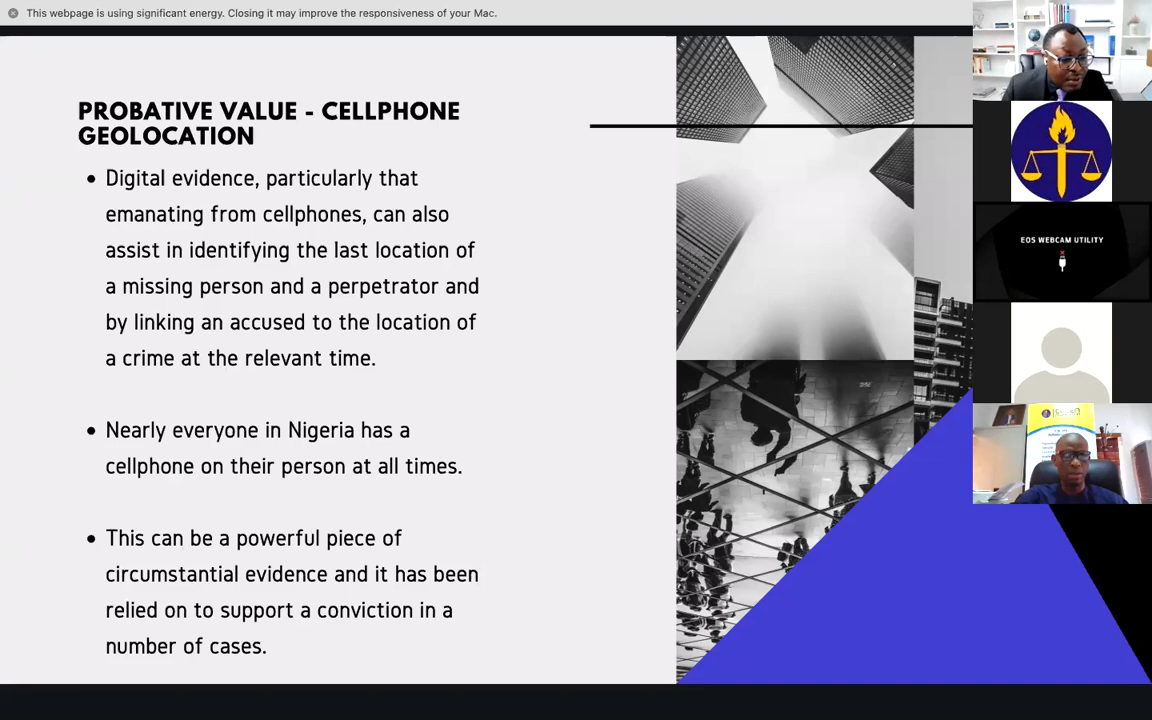 This webpage is using significant energy. Closing it may improve the responsiveness of your Mac.
PROBATIVE VALUE - CELLPHONE
GEOLOCATION
• Digital evidence, particularly that
emanating from cellphones, can also
assist in identifying the last location of
a missing person and a perpetrator and
by linking an accused to the location of
a crime at the relevant time.
• Nearly everyone in Nigeria has a
cellphone on their person at all times.
• This can be a powerful piece of
circumstantial evidence and it has been
relied on to support a conviction in a
number of cases.
EOS WEBCAM UTILITY